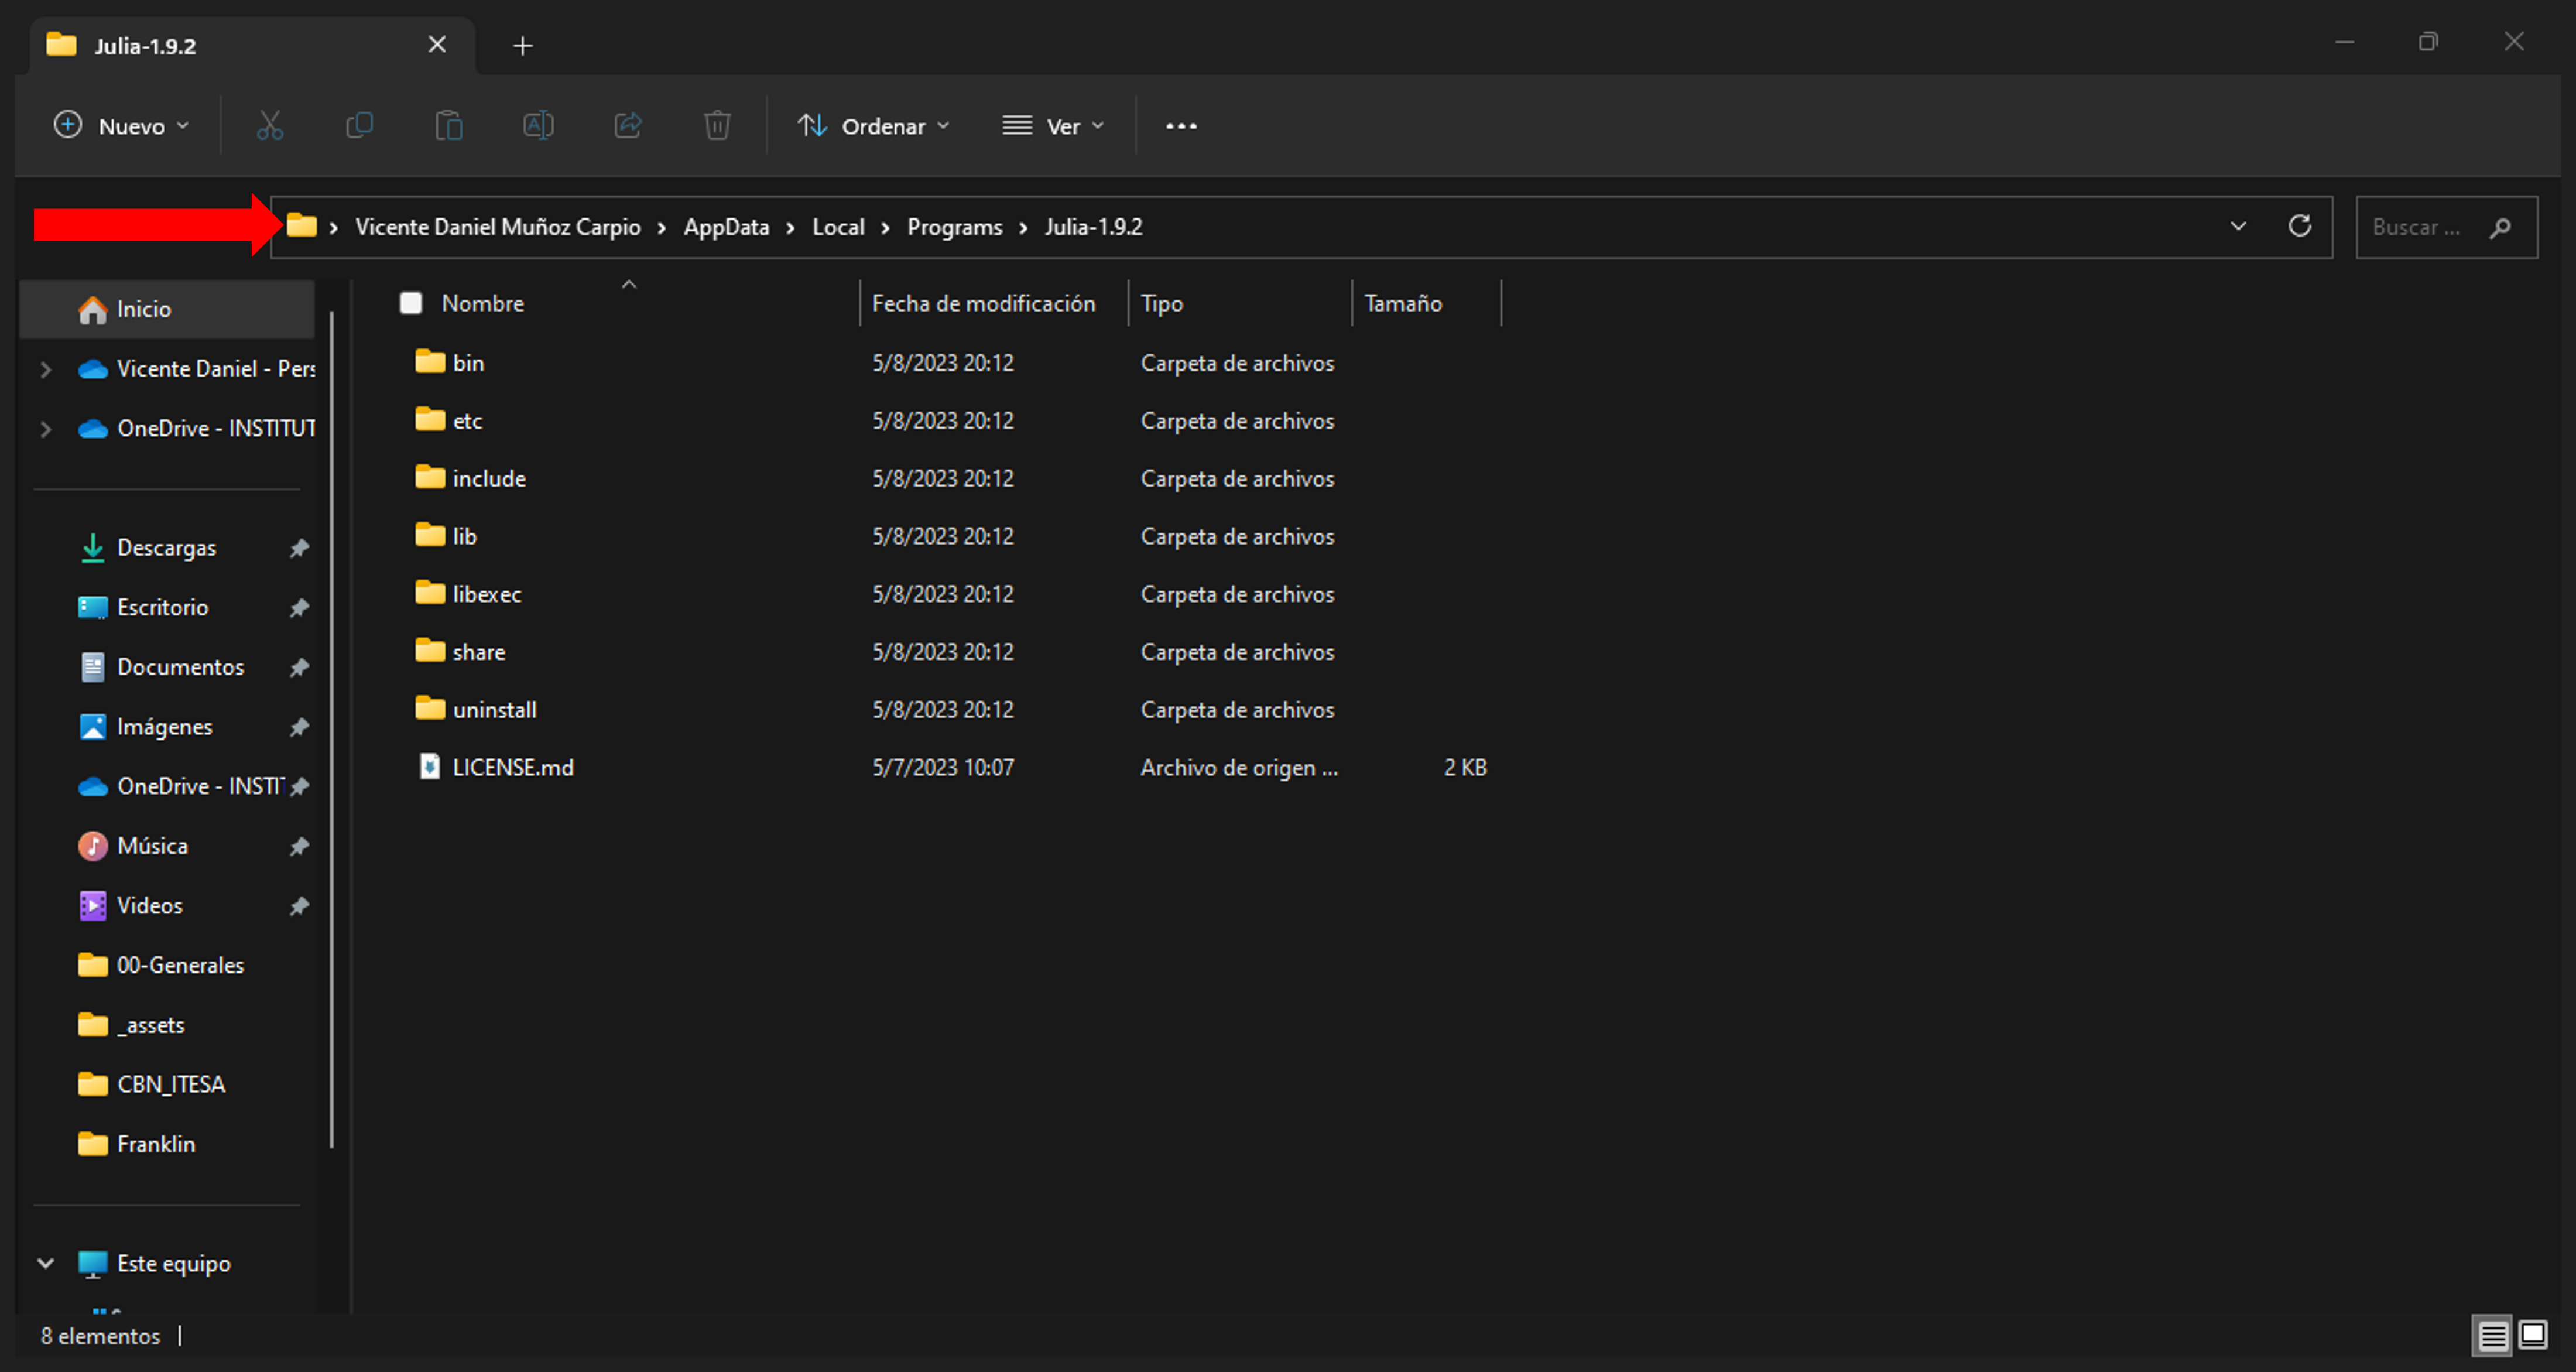 Julia-1.9.2
Nuevo
Ordenar
Ver
Vicente Daniel Muñoz Carpio > AppData > Local > Programs > Julia-1.9.2
Buscar ...
Inicio
Vicente Daniel - Pers
OneDrive - INSTITUT
Descargas
Escritorio
Documentos
Imágenes
OneDrive - INSTIT
Música
Videos
00-Generales
_assets
CBN_ITESA
Franklin
Este equipo
Nombre Fecha de modificación Tipo Tamaño
bin 5/8/2023 20:12 Carpeta de archivos
etc 5/8/2023 20:12 Carpeta de archivos
include 5/8/2023 20:12 Carpeta de archivos
lib 5/8/2023 20:12 Carpeta de archivos
libexec 5/8/2023 20:12 Carpeta de archivos
share 5/8/2023 20:12 Carpeta de archivos
uninstall 5/8/2023 20:12 Carpeta de archivos
LICENSE.md 5/7/2023 10:07 Archivo de origen ... 2 KB
8 elementos